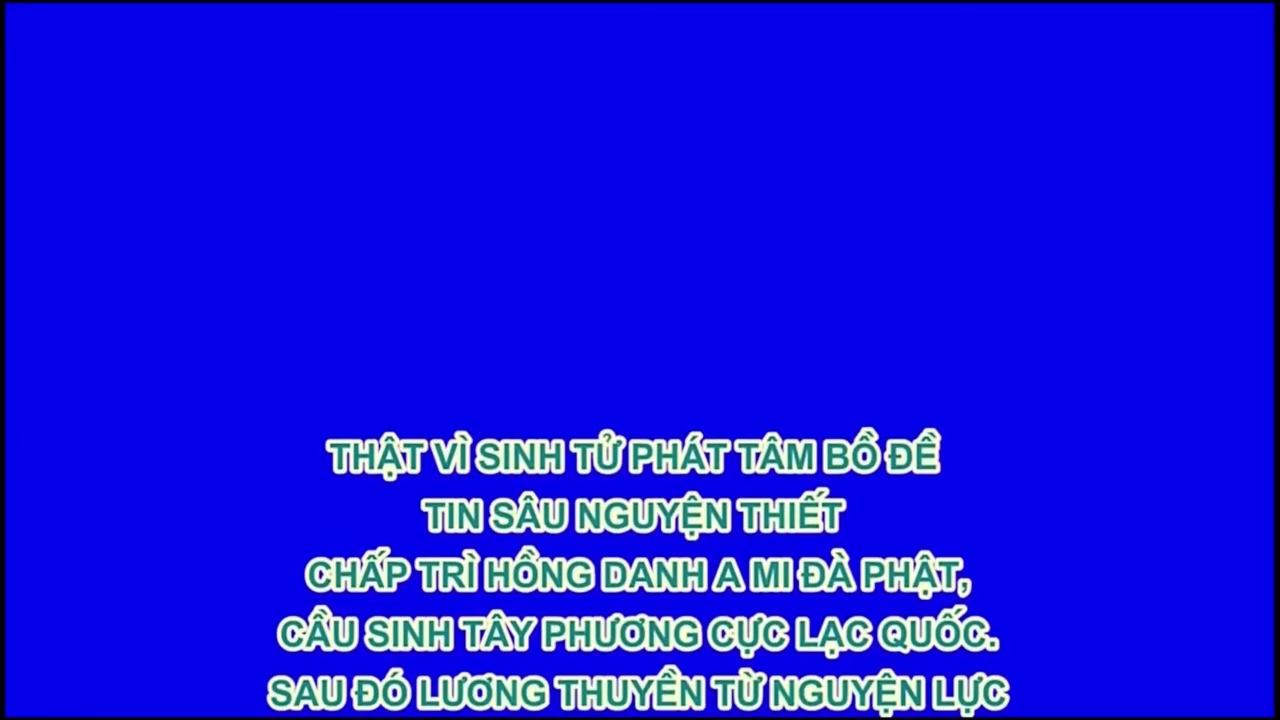 THẬT VÌ SINH TỬ PHÁT TÂM BỒ ĐỀ
TIN SÂU NGUYỆN THIẾT
CHẤP TRÌ HỒNG DANH A MI ĐÀ PHẬT,
CẦU SINH TÂY PHƯƠNG CỰC LẠC QUỐC.
SAU ĐÓ LƯƠNG THUYỀN TỪ NGUYỆN LỰC